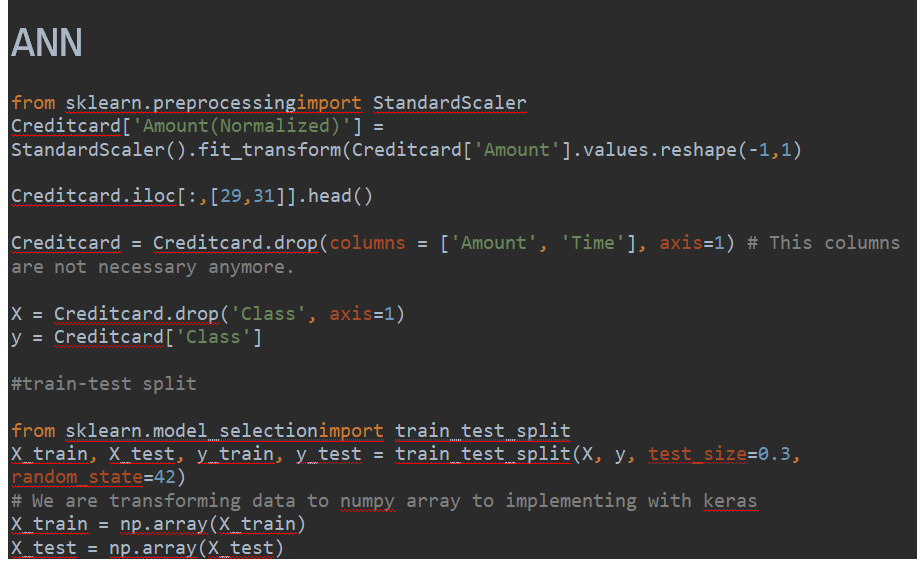 ANN
from sklearn.preprocessingimport StandardScaler
Creditcard['Amount(Normalized)'] =
StandardScaler().fit_transform(Creditcard['Amount'].values.reshape(-1,1)
Creditcard.iloc[:,[29,31]].head()
Creditcard = Creditcard.drop(columns = ['Amount', 'Time'], axis=1) # This columns
are not necessary anymore.
X = Creditcard.drop('Class', axis=1)
y = Creditcard['Class']
#train-test split
from sklearn.model_selectionimport train_test_split
X_train, X_test, y_train, y_test = train_test_split(X, y, test_size=0.3,
random_state=42)
# We are transforming data to numpy array to implementing with keras
X_train = np.array(X_train)
X_test = np.array(X_test)